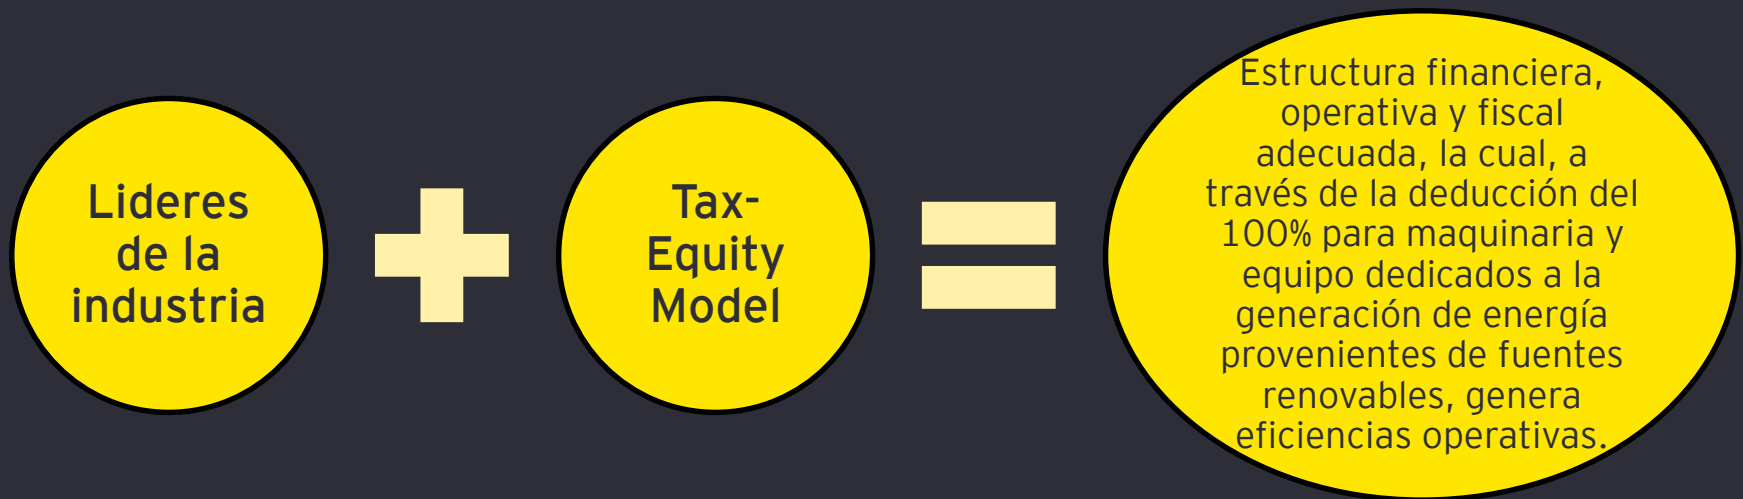 Lideres
de la
industria
Tax-
Equity
Model
Estructura financiera,
operativa y fiscal
adecuada, la cual, a
través de la deducción del
100% para maquinaria y
equipo dedicados a la
generación de energía
provenientes de fuentes
renovables, genera
eficiencias operativas.